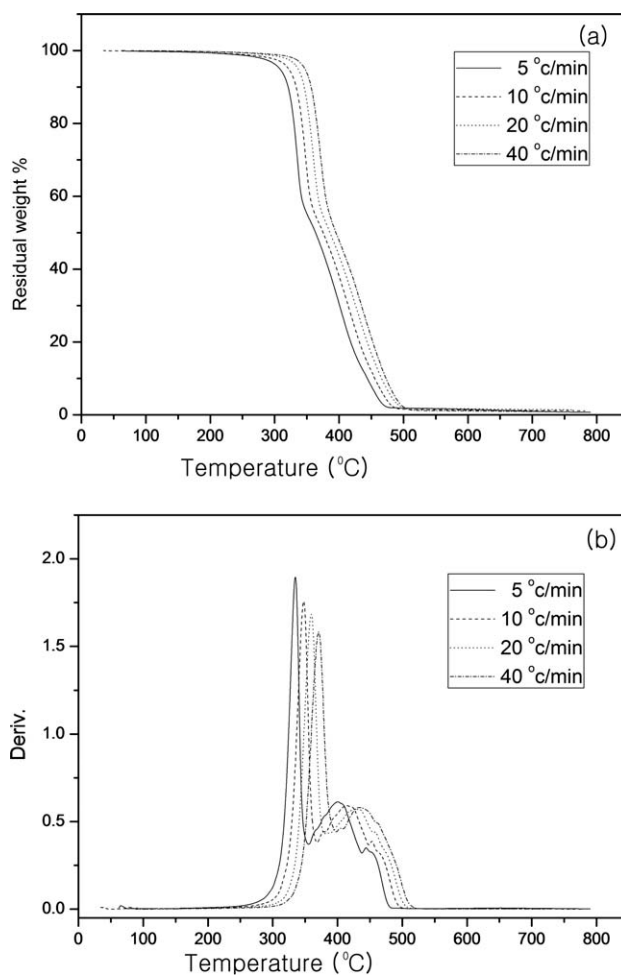 (a)
5 °c/min
10 °c/min
20 °c/min
40 °c/min
100
80
60
40
20
0
Residual weight %
0 100 200 300 400 500 600 700 800
Temperature (°C)
(b)
5 °c/min
10 °c/min
20 °c/min
40 °c/min
2.0
1.5
1.0
0.5
0.0
Deriv.
0 100 200 300 400 500 600 700 800
Temperature (°C)